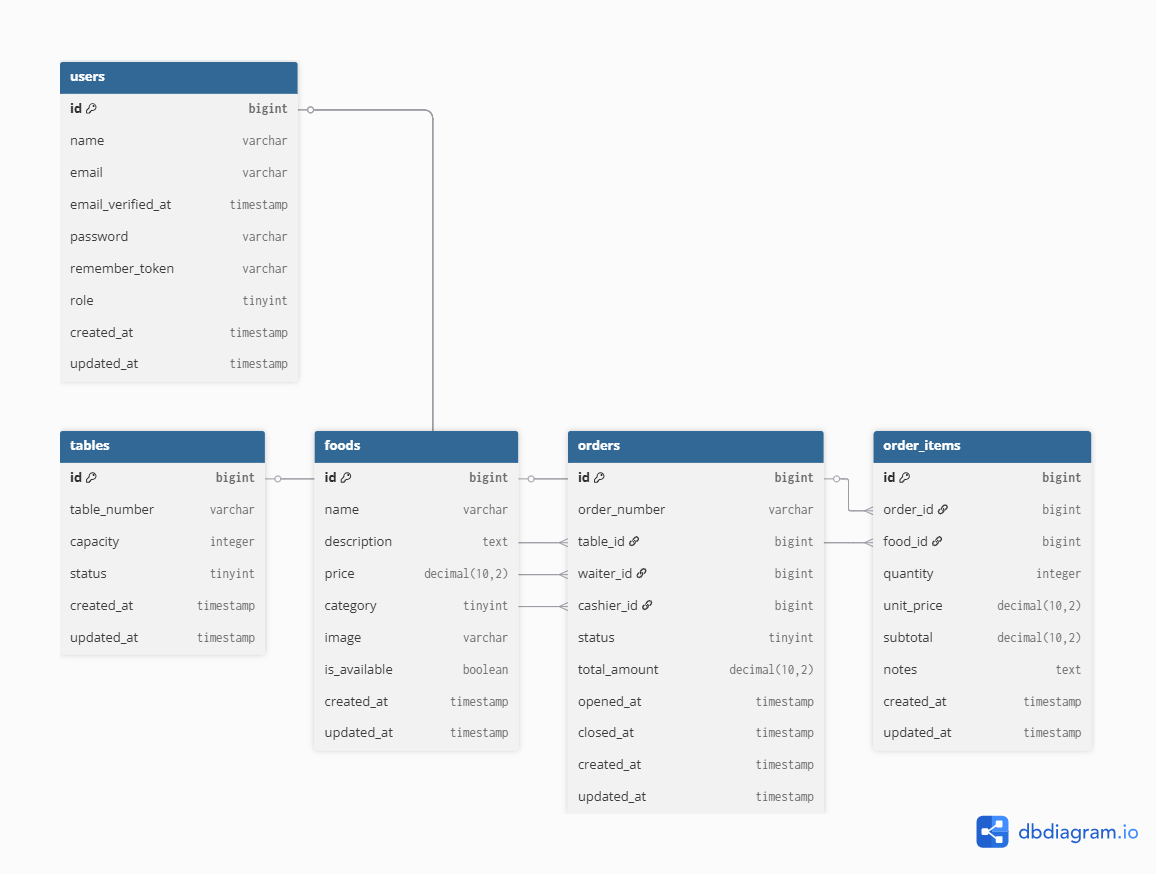 users
id bigint
name varchar
email varchar
email_verified_at timestamp
password varchar
remember_token varchar
role tinyint
created_at timestamp
updated_at timestamp
tables
id bigint
table_number varchar
capacity integer
status tinyint
created_at timestamp
updated_at timestamp
foods
id bigint
name varchar
description text
price decimal(10,2)
category tinyint
image varchar
is_available boolean
created_at timestamp
updated_at timestamp
orders
id bigint
order_number varchar
table_id bigint
waiter_id bigint
cashier_id bigint
status tinyint
total_amount decimal(10,2)
opened_at timestamp
closed_at timestamp
created_at timestamp
updated_at timestamp
order_items
id bigint
order_id bigint
food_id bigint
quantity integer
unit_price decimal(10,2)
subtotal decimal(10,2)
notes text
created_at timestamp
updated_at timestamp
dbdiagram.io